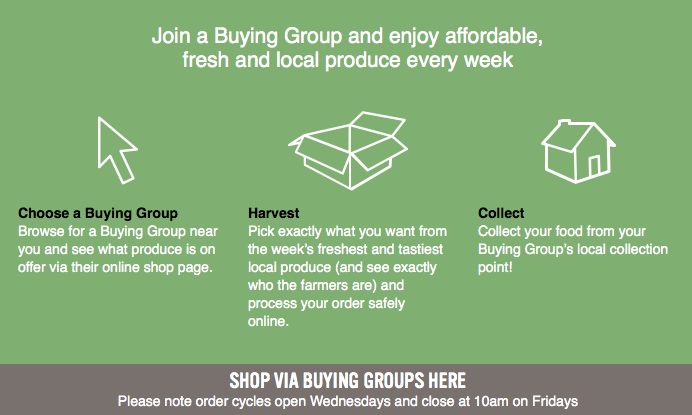 Join a Buying Group and enjoy affordable,
fresh and local produce every week
Choose a Buying Group
Browse for a Buying Group near
you and see what produce is on
offer via their online shop page.
Harvest
Pick exactly what you want from
the week's freshest and tastiest
local produce (and see exactly
who the farmers are) and
process your order safely
online.
Collect
Collect your food from your
Buying Group's local collection
point!
SHOP VIA BUYING GROUPS HERE
Please note order cycles open Wednesdays and close at 10am on Fridays